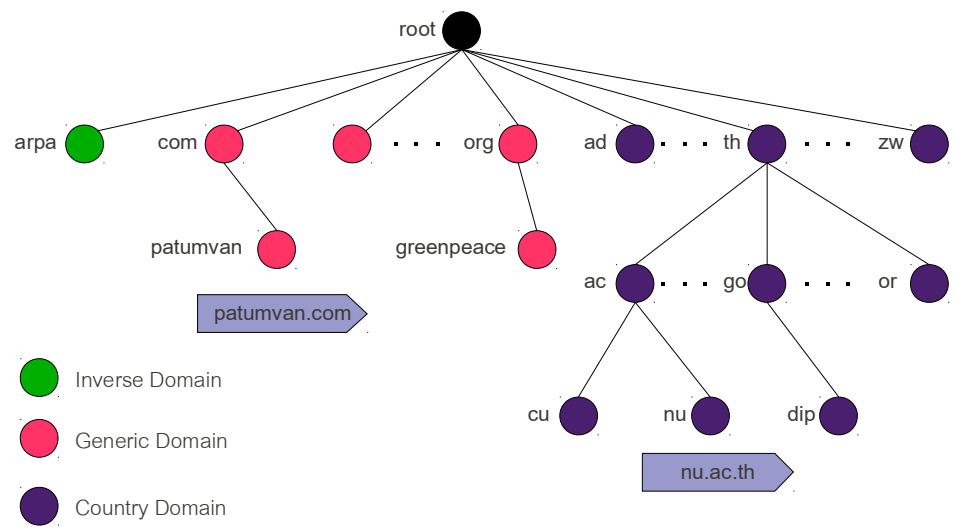 root
arpa
com
org
ad
th
zw
patumvan
greenpeace
ac
go
or
patumvan.com
Inverse Domain
cu
nu
dip
Generic Domain
nu.ac.th
Country Domain